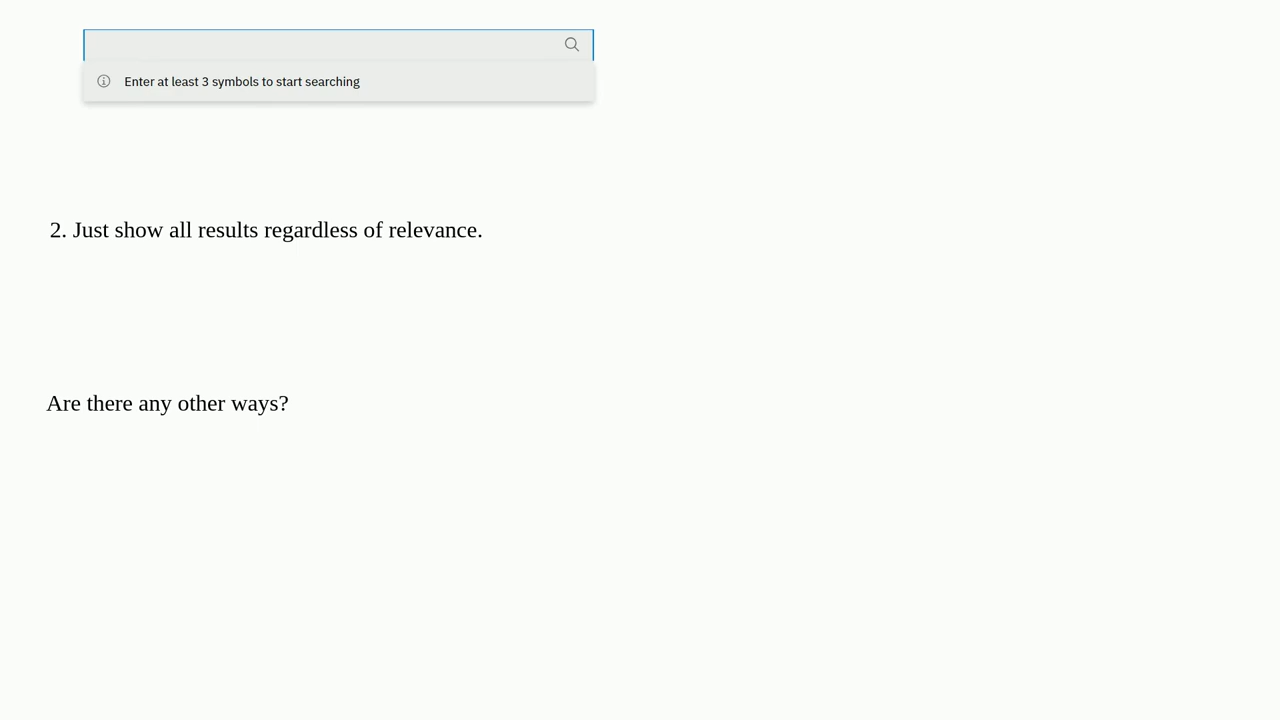 Enter at least 3 symbols to start searching
2. Just show all results regardless of relevance.
Are there any other ways?